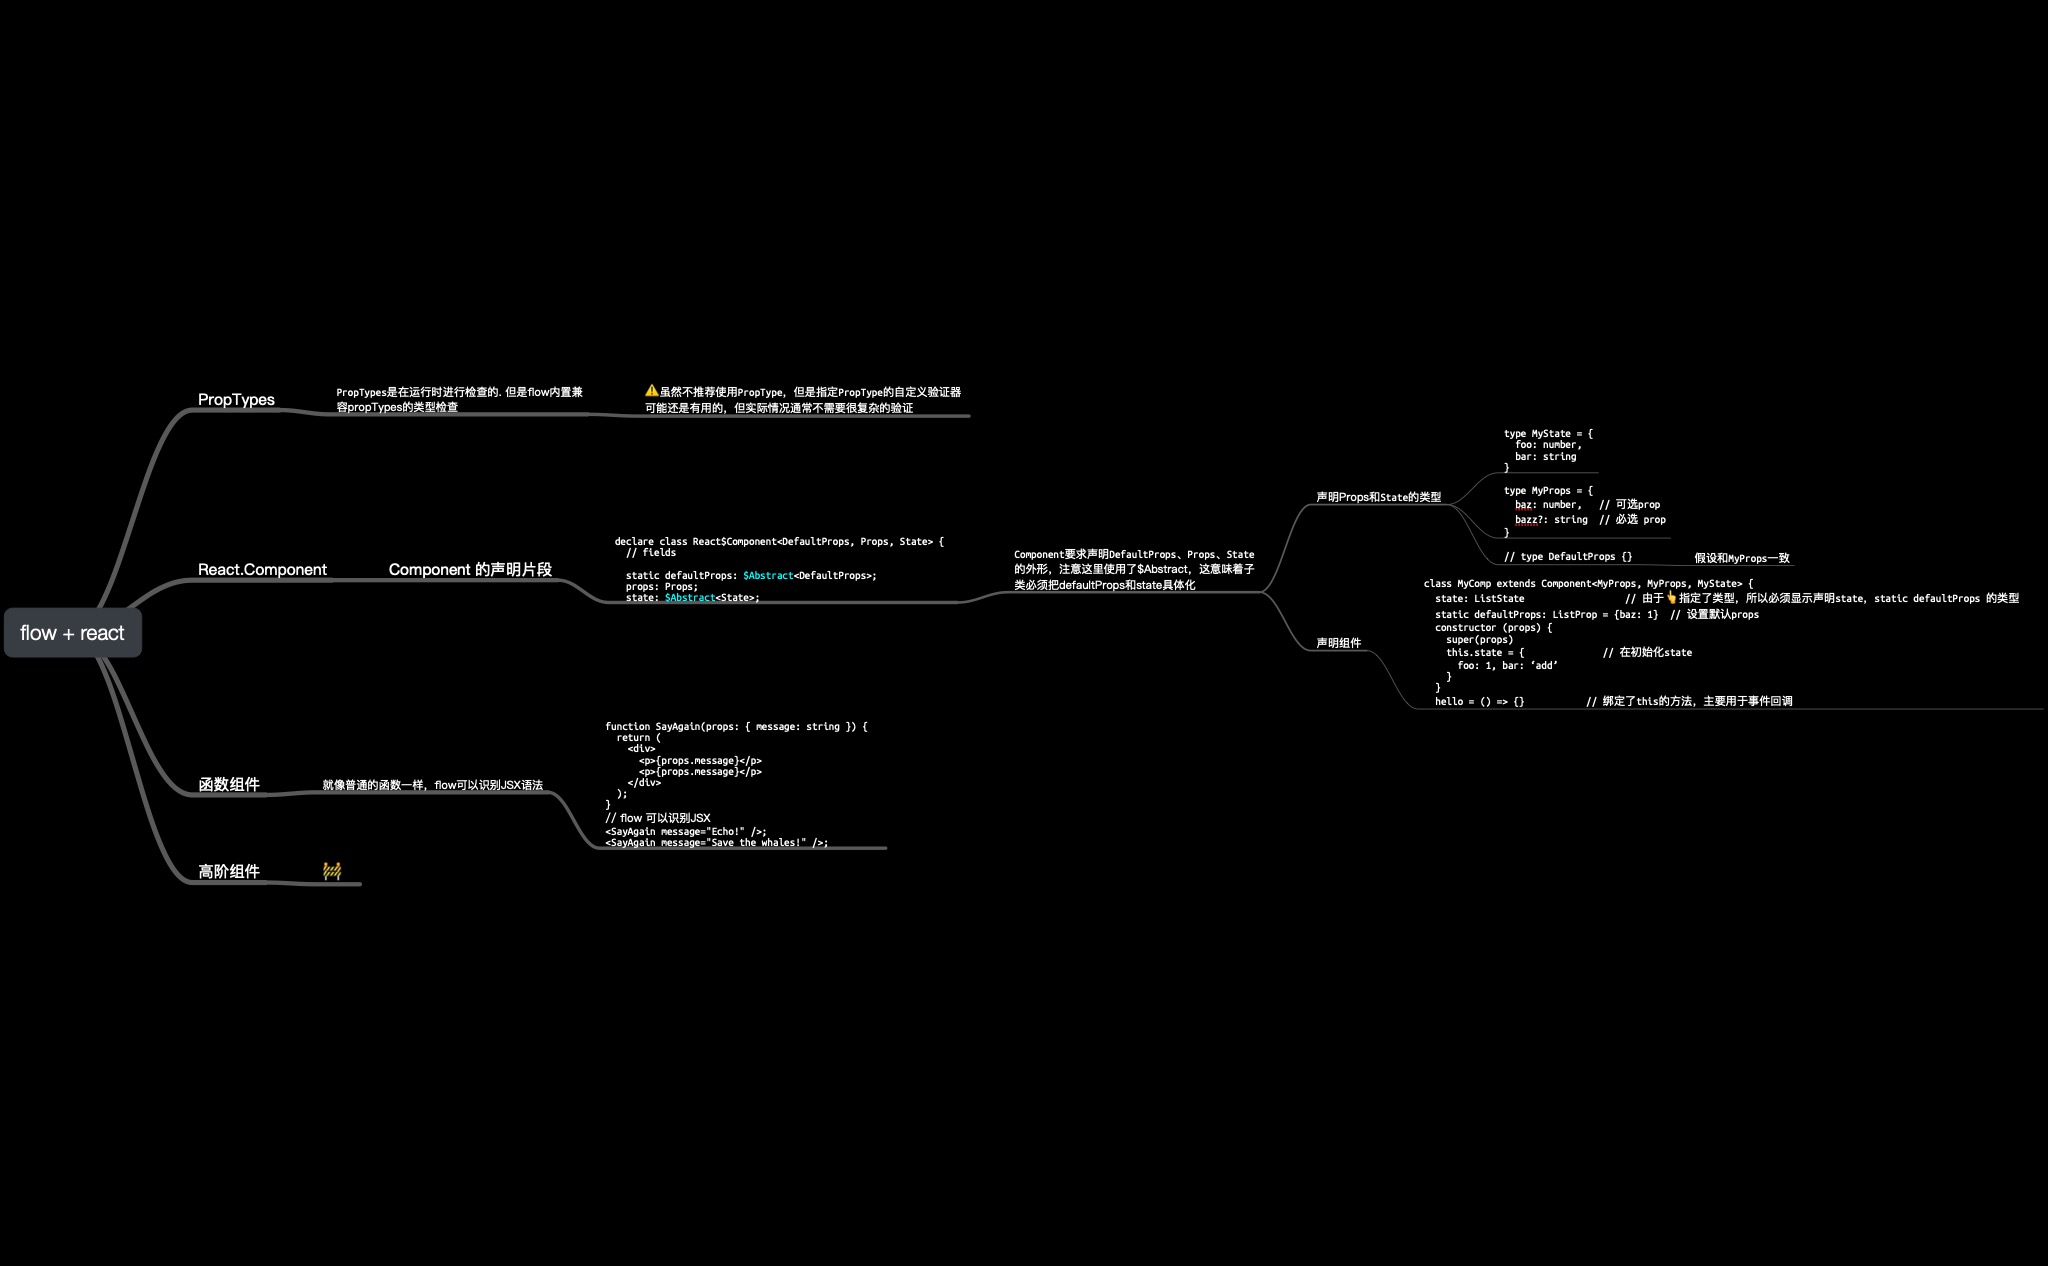 flow + react
PropTypes
PropTypes是在运行时进行检查的. 但是flow内置兼
容propTypes的类型检查
⚠️虽然不推荐使用PropType，但是指定PropType的自定义验证器
可能还是有用的，但实际情况通常不需要很复杂的验证
React.Component
Component 的声明片段
declare class React$Component<DefaultProps, Props, State> {
  // fields
  static defaultProps: $Abstract<DefaultProps>;
  props: Props;
  state: $Abstract<State>;
Component要求声明DefaultProps、Props、State
的外形，注意这里使用了$Abstract，这意味着子
类必须把defaultProps和state具体化
声明Props和State的类型
type MyState = {
  foo: number,
  bar: string
}
type MyProps = {
  baz: number,   // 可选prop
  bazz?: string  // 必选 prop
}
// type DefaultProps {}
假设和MyProps一致
声明组件
class MyComp extends Component<MyProps, MyProps, MyState> {
  state: ListState                  // 由于👆指定了类型，所以必须显示声明state，static defaultProps 的类型
  static defaultProps: ListProp = {baz: 1}  // 设置默认props
  constructor (props) {
    super(props)
    this.state = {              // 在初始化state
      foo: 1, bar: ‘add’
    }
  }
  hello = () => {}           // 绑定了this的方法，主要用于事件回调
函数组件
就像普通的函数一样，flow可以识别JSX语法
function SayAgain(props: { message: string }) {
  return (
    <div>
      <p>{props.message}</p>
      <p>{props.message}</p>
    </div>
  );
}
// flow 可以识别JSX
<SayAgain message="Echo!" />;
<SayAgain message="Save the whales!" />;
高阶组件
🚧